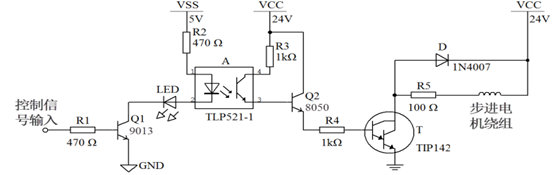 VSS
5V
VCC
24V
VCC
24V
R2
470 Ω
A
R3
1kΩ
D
1N4007
1
4
LED
2
3
TLP521-1
Q2
8050
R5
100 Ω
步进电
机绕组
控制信
号输入
R1
470 Ω
Q1
9013
R4
1kΩ
T
TIP142
GND